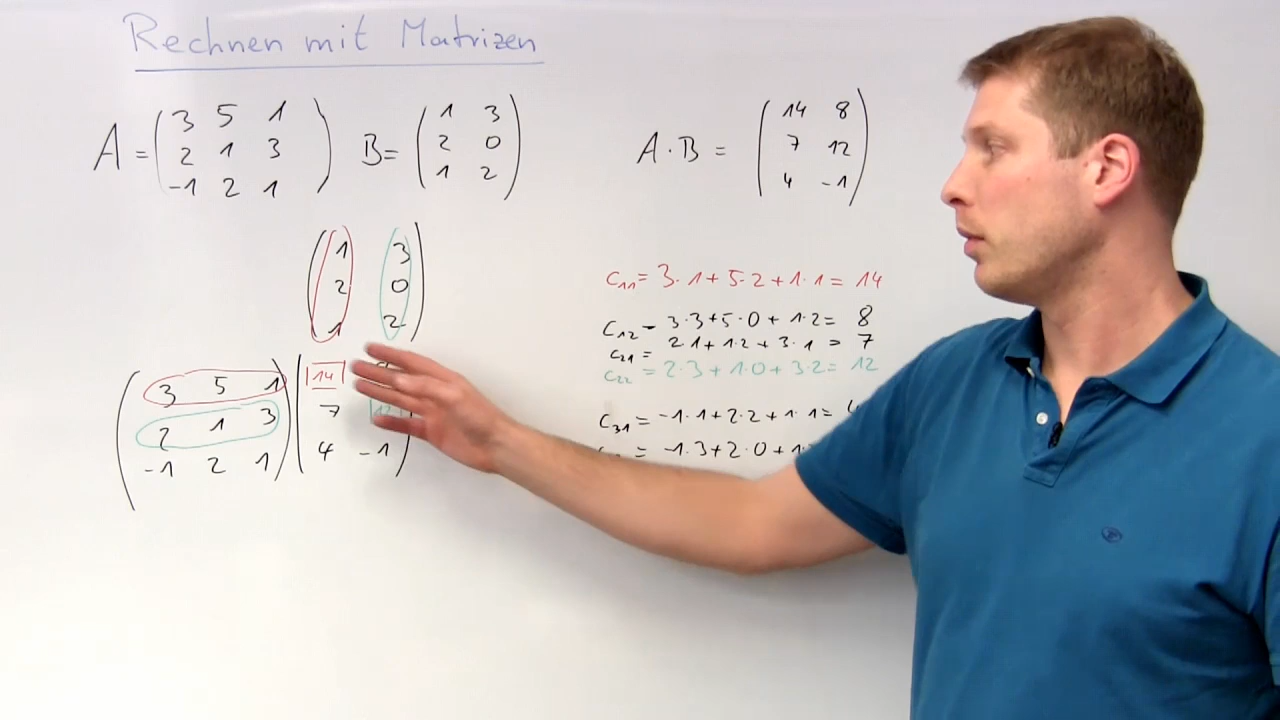 Rechnen mit Matrizen
A = ( 3 5 1 ) B = ( 1 3 ) A · B = ( 14 8 )
2 1 3 2 0 7 12
-1 2 1 1 2 4 -1
1 3
2 0
1 2
c11 = 3·1 + 5·2 + 1·1 = 14
c12 = 3·3 + 5·0 + 1·2 = 8
c21 = 2·1 + 1·2 + 3·1 = 7
c22 = 2·3 + 1·0 + 3·2 = 12
c31 = -1·1 + 2·2 + 1·1 =
= -1·3 + 2·0 + 1·
3 5 1 14
2 1 3 7 12
-1 2 1 4 -1